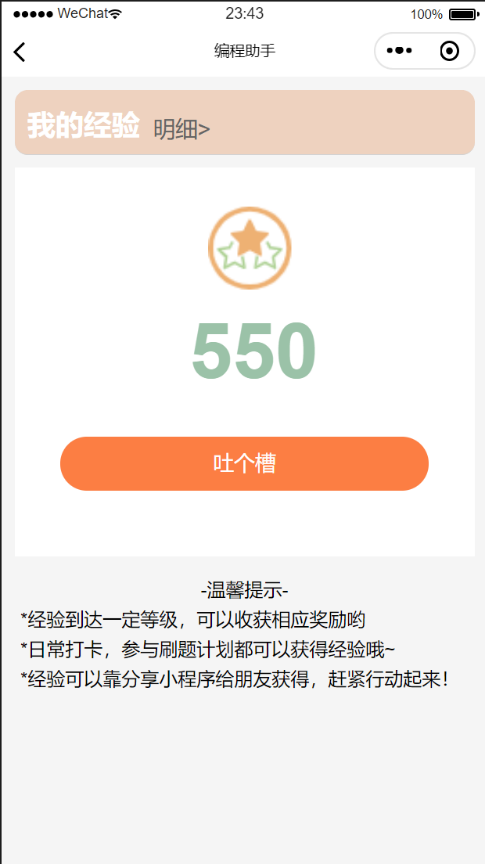 WeChat 23:43 100%
编程助手
我的经验 明细>
550
吐个槽
-温馨提示-
*经验到达一定等级，可以收获相应奖励哟
*日常打卡，参与刷题计划都可以获得经验哦~
*经验可以靠分享小程序给朋友获得，赶紧行动起来！